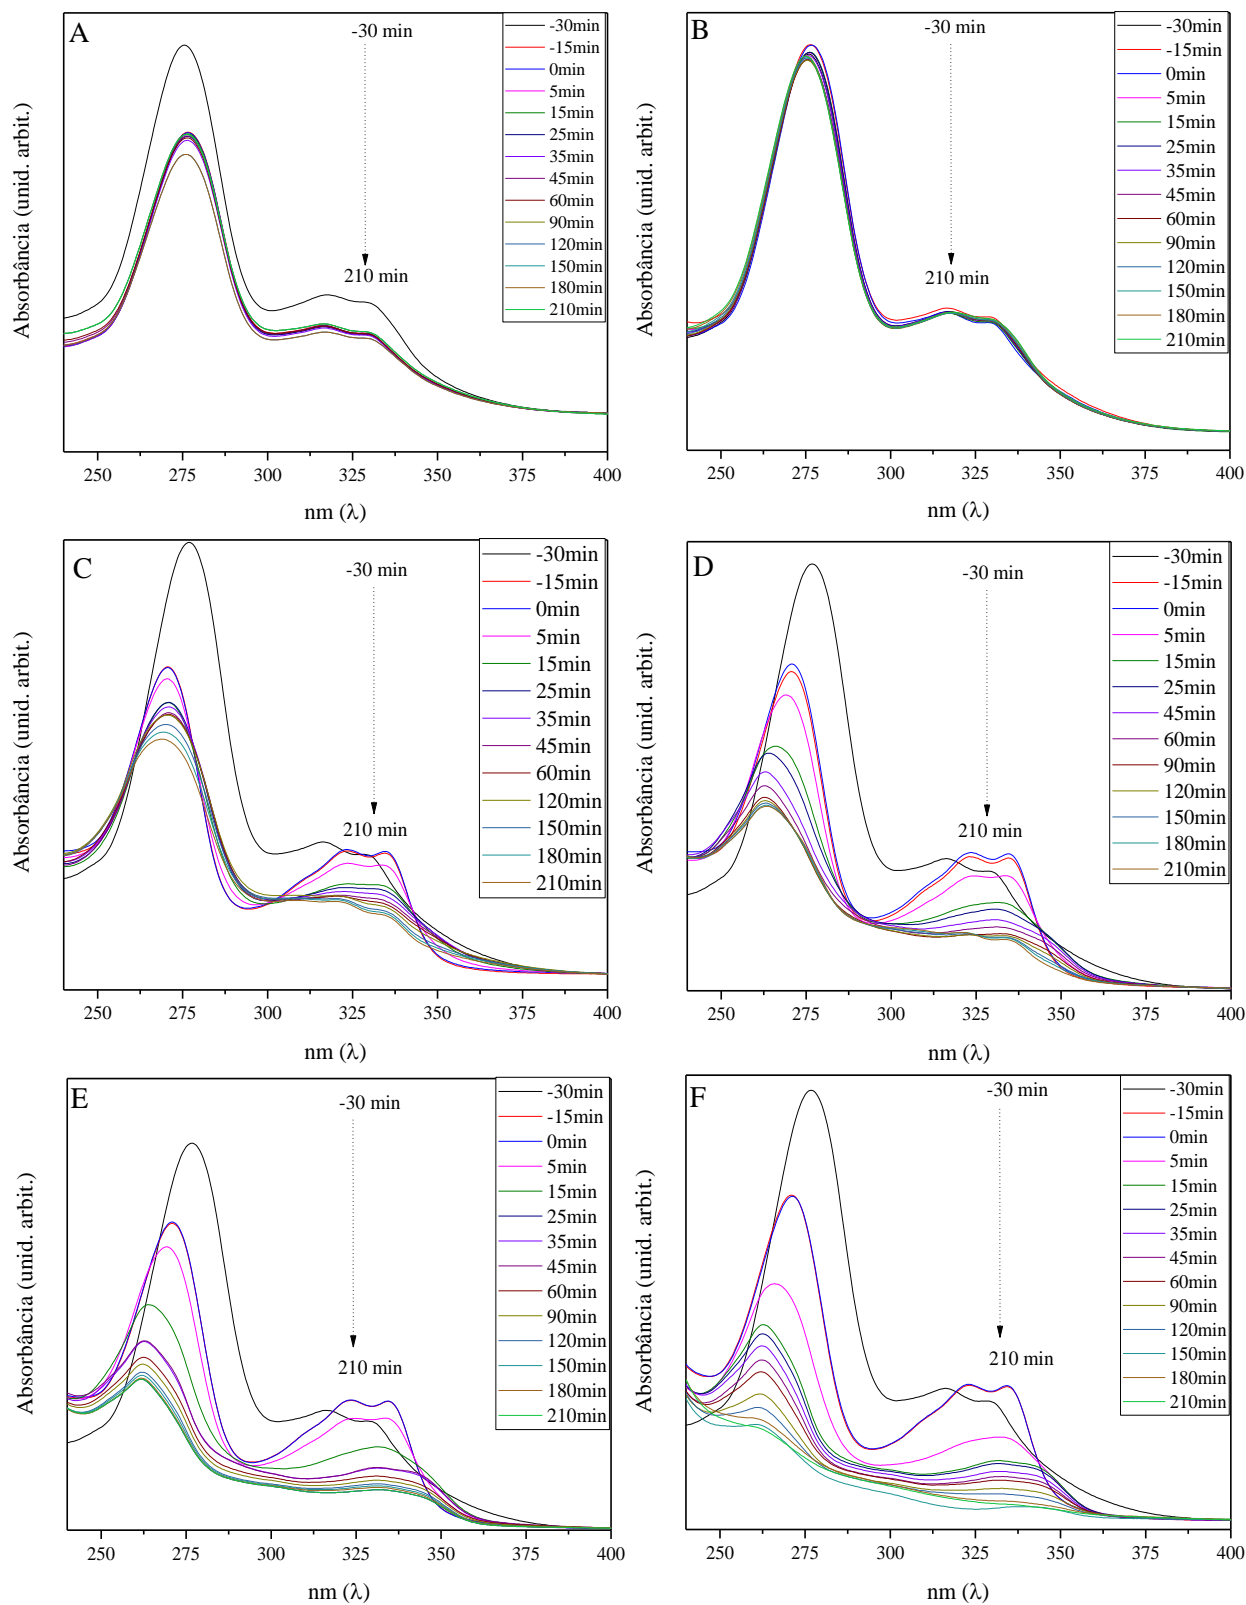 A
-30 min
210 min
-30min
-15min
0min
5min
15min
25min
35min
45min
60min
90min
120min
150min
180min
210min
Absorbância (unid. arbit.)
250 275 300 325 350 375 400
nm (λ)
B
-30 min
210 min
-30min
-15min
0min
5min
15min
25min
35min
45min
60min
90min
120min
150min
180min
210min
Absorbância (unid. arbit.)
250 275 300 325 350 375 400
nm (λ)
C
-30 min
210 min
-30min
-15min
0min
5min
15min
25min
35min
45min
60min
120min
150min
180min
210min
Absorbância (unid. arbit.)
250 275 300 325 350 375 400
nm (λ)
D
-30 min
210 min
-30min
-15min
0min
5min
15min
25min
45min
60min
90min
120min
150min
180min
210min
Absorbância (unid. arbit.)
250 275 300 325 350 375 400
nm (λ)
E
-30 min
210 min
-30min
-15min
0min
5min
15min
25min
35min
45min
60min
90min
120min
150min
180min
210min
Absorbância (unid. arbit.)
250 275 300 325 350 375 400
nm (λ)
F
-30 min
210 min
-30min
-15min
0min
5min
15min
25min
35min
45min
60min
90min
120min
150min
180min
210min
Absorbância (unid. arbit.)
250 275 300 325 350 375 400
nm (λ)